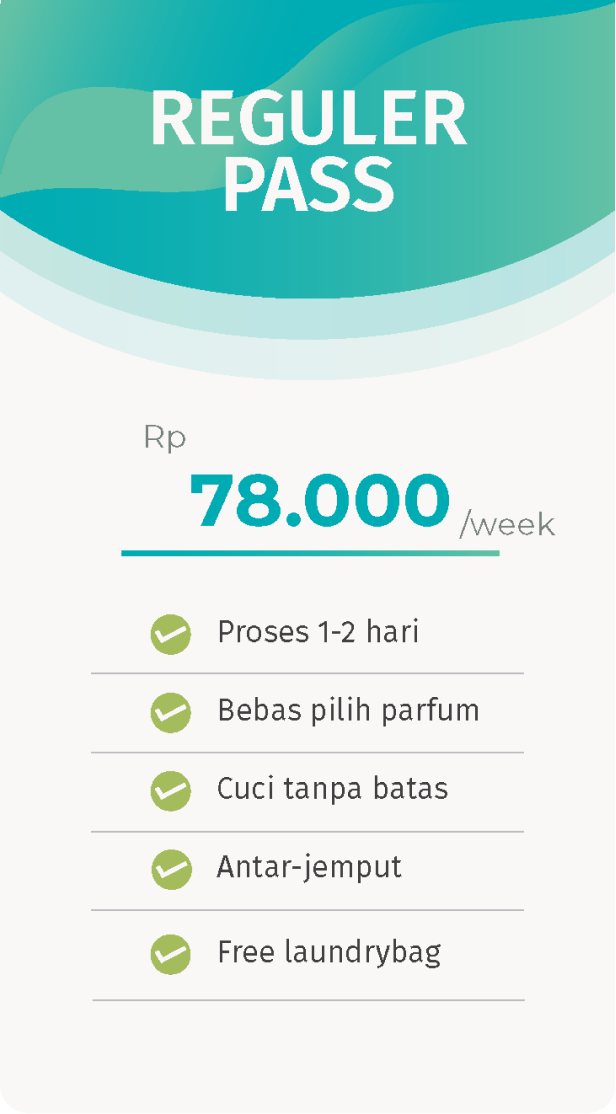 REGULER
PASS
Rp
78.000 /week
Proses 1-2 hari
Bebas pilih parfum
Cuci tanpa batas
Antar-jemput
Free laundrybag